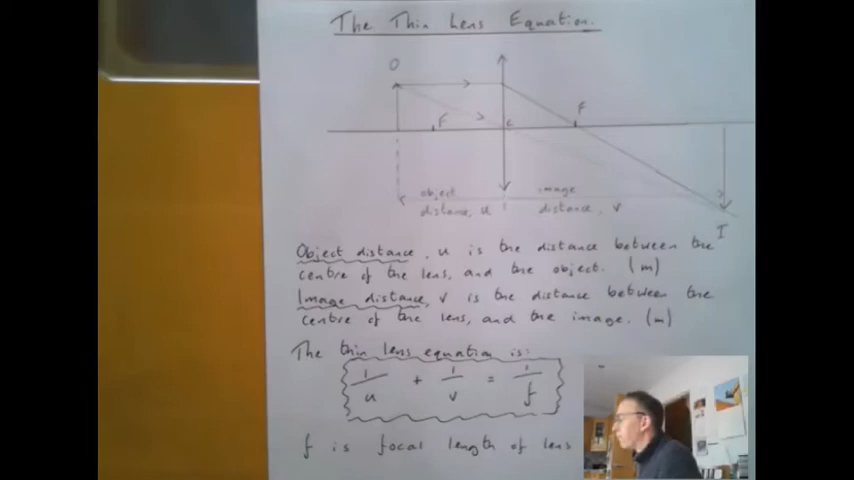 The Thin Lens Equation.
O
F
F
c
object distance, u
image distance, v
I
Object distance, u is the distance between the
centre of the lens, and the object. (m)
Image distance, v is the distance between the
centre of the lens, and the image. (m)
The thin lens equation is:
1/u + 1/v = 1/f
f is focal length of lens